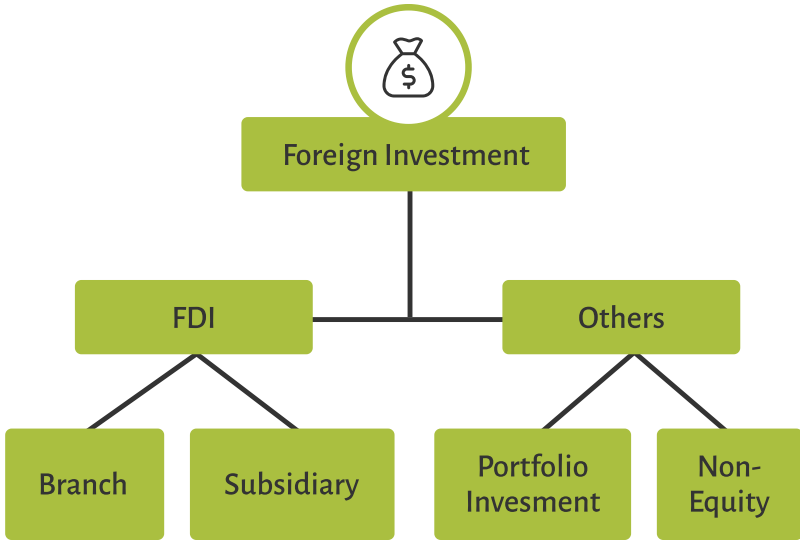 $
Foreign Investment
FDI
Others
Branch
Subsidiary
Portfolio
Invesment
Non-
Equity